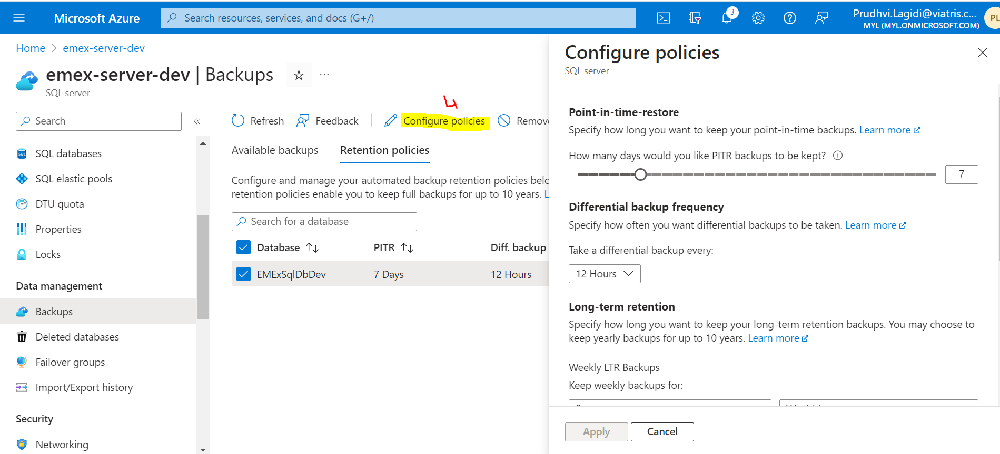 Microsoft Azure
Search resources, services, and docs (G+/)
3
Prudhvi.Lagidi@viatris.c...
MYL (MYL.ONMICROSOFT.COM)
PL
Home > emex-server-dev
emex-server-dev | Backups
...
SQL server
Search
«
SQL databases
SQL elastic pools
DTU quota
Properties
Locks
Data management
Backups
Deleted databases
Failover groups
Import/Export history
Security
Networking
4
Refresh
Feedback
Configure policies
Remove
Available backups
Retention policies
Configure and manage your automated backup retention policies belo
retention policies enable you to keep full backups for up to 10 years. L
Search for a database
Database ↑↓ PITR ↑↓ Diff. backup
EMExSqlDbDev 7 Days 12 Hours
Configure policies
SQL server
Point-in-time-restore
Specify how long you want to keep your point-in-time backups. Learn more
How many days would you like PITR backups to be kept?
7
Differential backup frequency
Specify how often you want differential backups to be taken. Learn more
Take a differential backup every:
12 Hours
Long-term retention
Specify how long you want to keep your long-term retention backups. You may choose to
keep yearly backups for up to 10 years. Learn more
Weekly LTR Backups
Keep weekly backups for:
Apply
Cancel